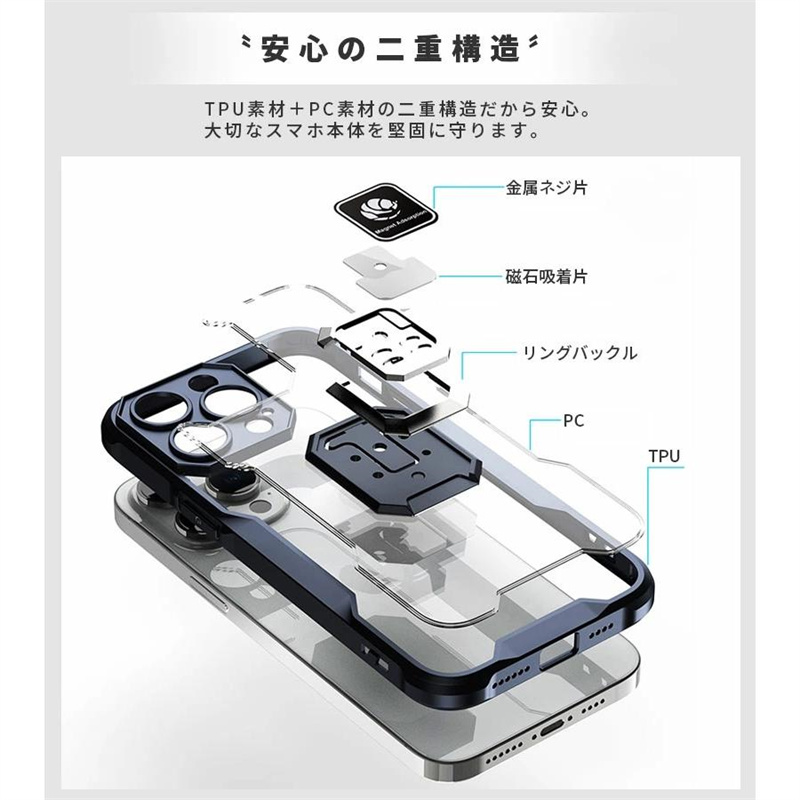 〝安心の二重構造〞
TPU素材＋PC素材の二重構造だから安心。
大切なスマホ本体を堅固に守ります。
金属ネジ片
Magnet Adsorption
磁石吸着片
リングバックル
PC
TPU